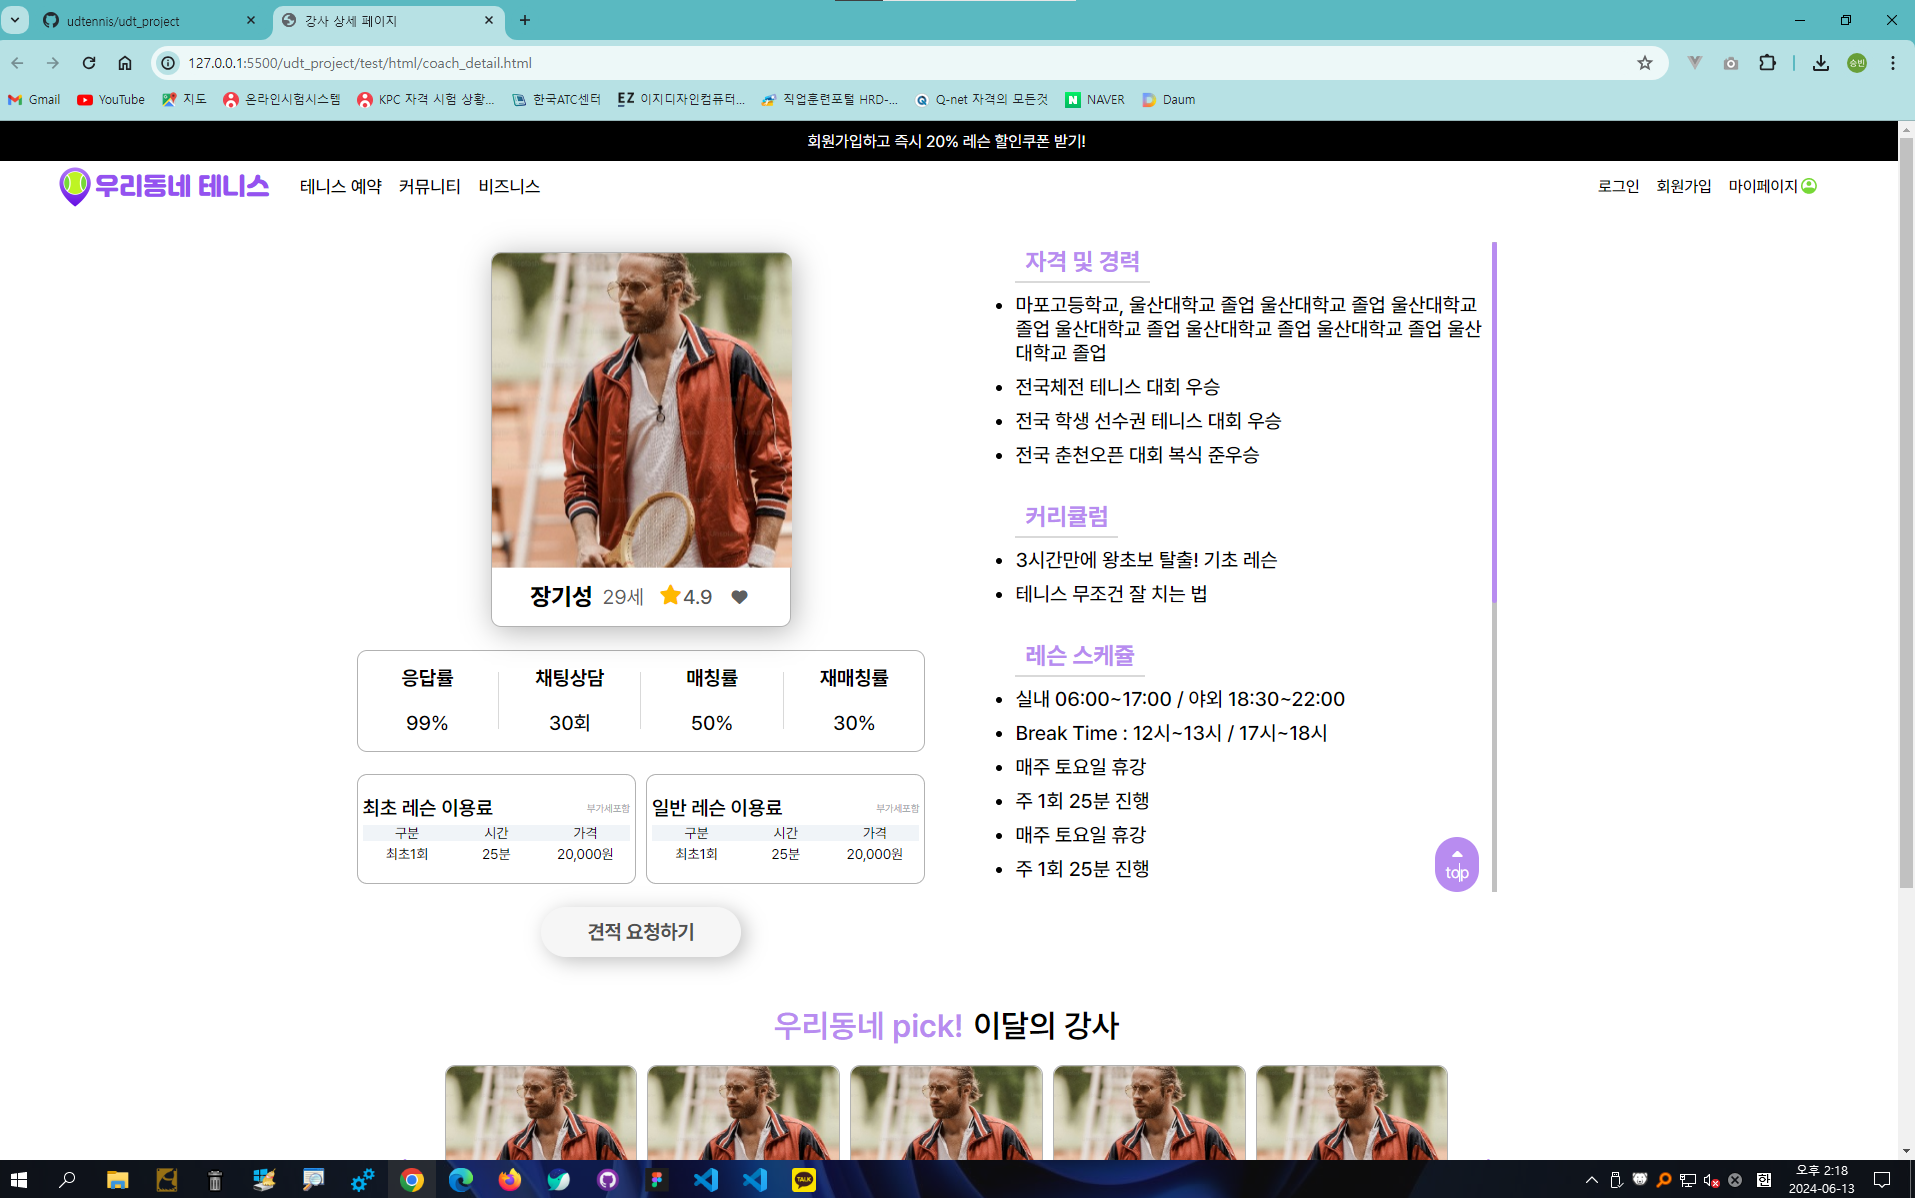 udtennis/udt_project
강사 상세 페이지
127.0.0.1:5500/udt_project/test/html/coach_detail.html
승빈
Gmail
YouTube
지도
온라인시험시스템
KPC 자격 시험 상황...
한국ATC센터
EZ 이지디자인컴퓨터...
직업훈련포털 HRD-...
Q-net 자격의 모든것
NAVER
Daum
회원가입하고 즉시 20% 레슨 할인쿠폰 받기!
우리동네 테니스
테니스 예약 커뮤니티 비즈니스
로그인 회원가입 마이페이지
장기성 29세 4.9
응답률 채팅상담 매칭률 재매칭률
99% 30회 50% 30%
최초 레슨 이용료 부가세포함
구분 시간 가격
최초1회 25분 20,000원
일반 레슨 이용료 부가세포함
구분 시간 가격
최초1회 25분 20,000원
견적 요청하기
자격 및 경력
마포고등학교, 울산대학교 졸업 울산대학교 졸업 울산대학교
졸업 울산대학교 졸업 울산대학교 졸업 울산대학교 졸업 울산
대학교 졸업
전국체전 테니스 대회 우승
전국 학생 선수권 테니스 대회 우승
전국 춘천오픈 대회 복식 준우승
커리큘럼
3시간만에 왕초보 탈출! 기초 레슨
테니스 무조건 잘 치는 법
레슨 스케쥴
실내 06:00~17:00 / 야외 18:30~22:00
Break Time : 12시~13시 / 17시~18시
매주 토요일 휴강
주 1회 25분 진행
매주 토요일 휴강
주 1회 25분 진행
top
우리동네 pick! 이달의 강사
TALK
한
오후 2:18
2024-06-13